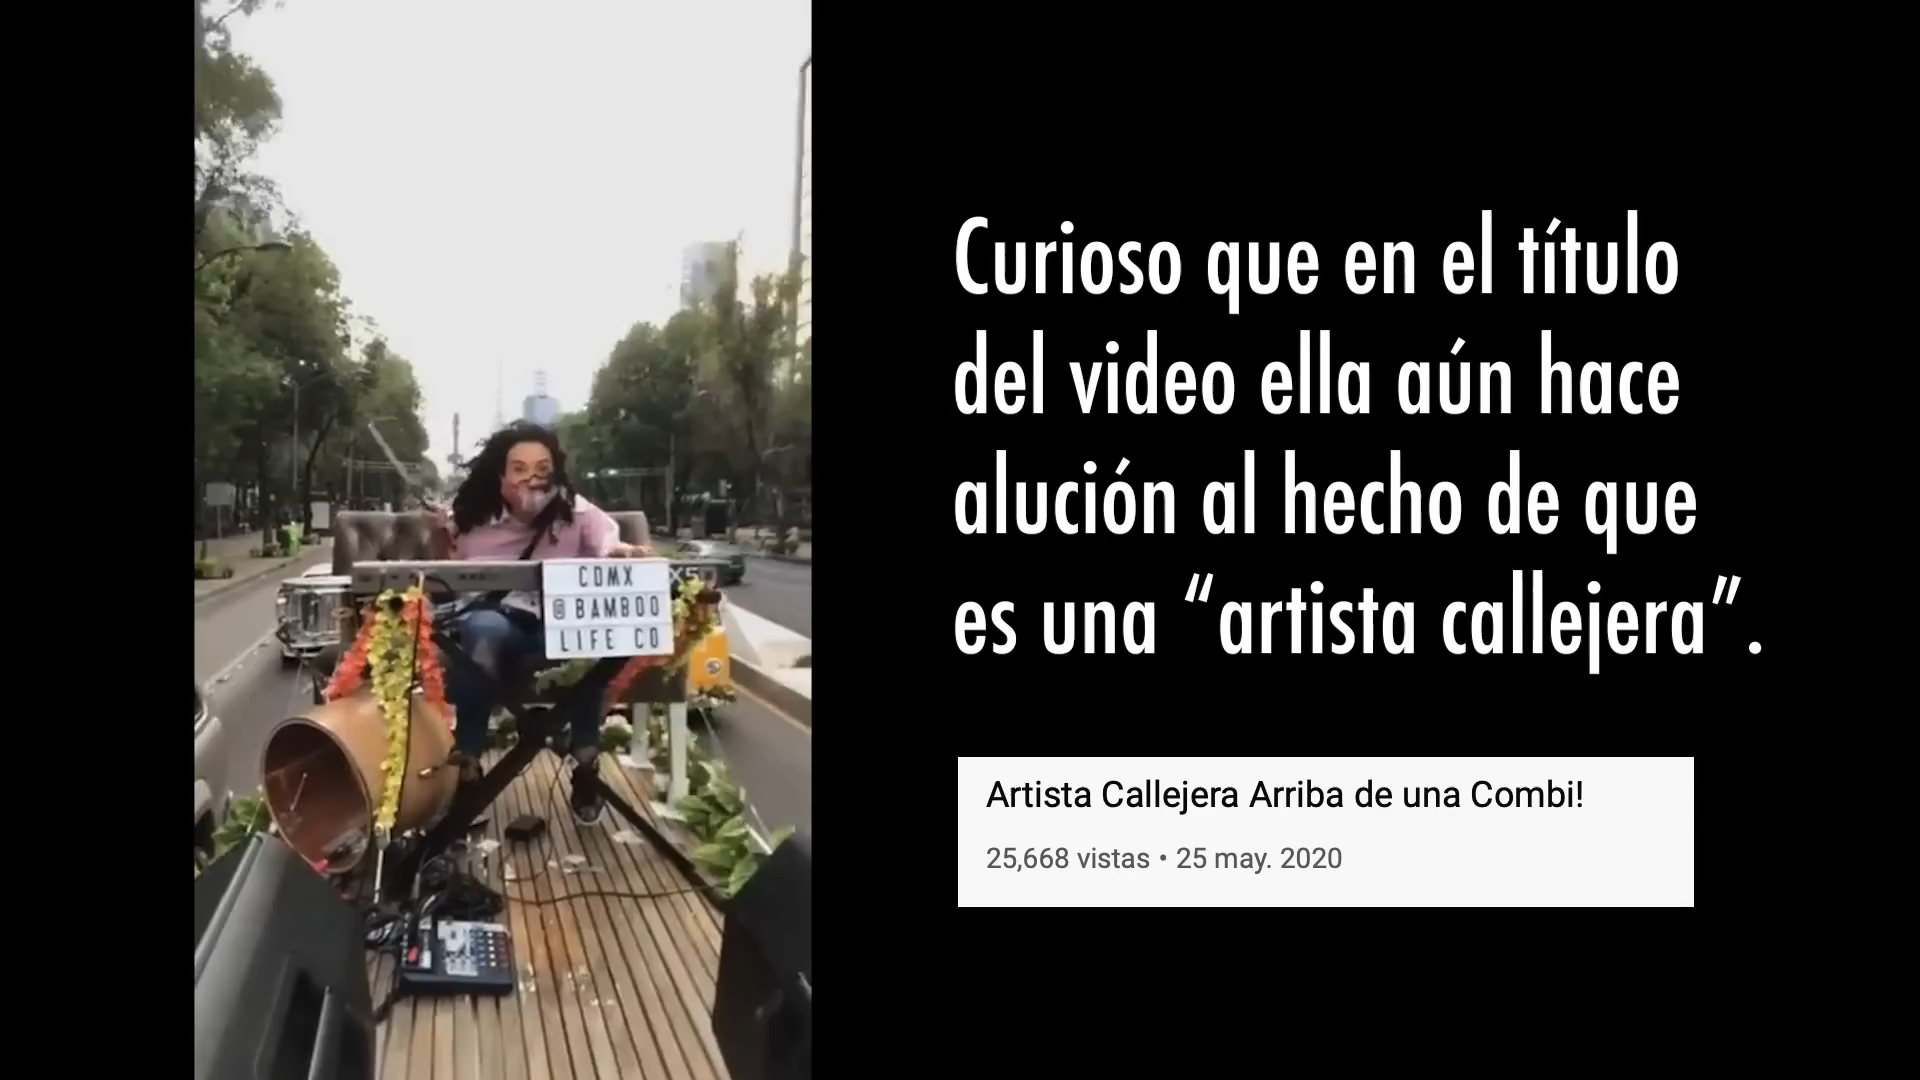 CDMX
@BAMBOO
LIFE CO
X50
Curioso que en el título
del video ella aún hace
alución al hecho de que
es una “artista callejera”.
Artista Callejera Arriba de una Combi!
25,668 vistas • 25 may. 2020